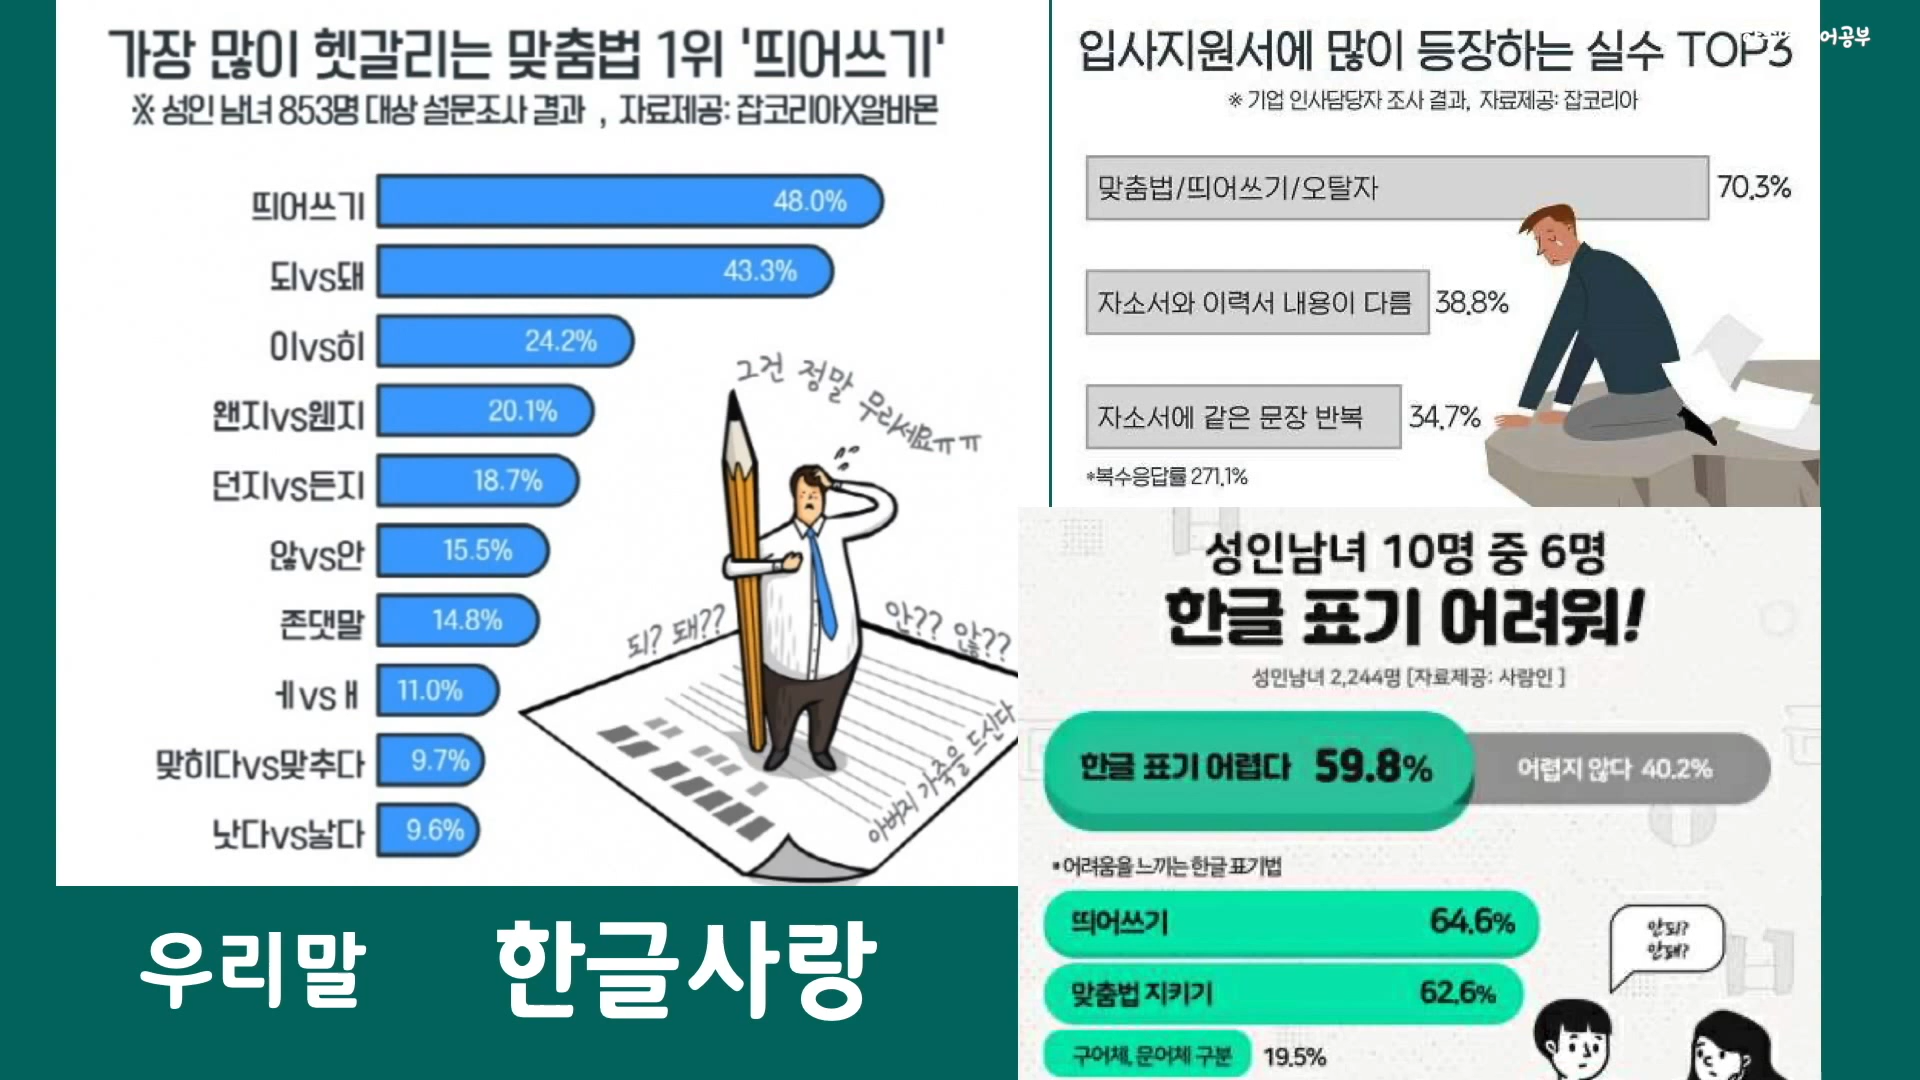 가장 많이 헷갈리는 맞춤법 1위 '띄어쓰기'
※ 성인 남녀 853명 대상 설문조사 결과 , 자료제공: 잡코리아X알바몬
띄어쓰기 48.0%
되vs돼 43.3%
이vs히 24.2%
왠지vs웬지 20.1%
던지vs든지 18.7%
않vs안 15.5%
존댓말 14.8%
ㅔ vs ㅐ 11.0%
맞히다vs맞추다 9.7%
낫다vs낳다 9.6%
그건 정말 무리세요ㅠㅠ
되? 돼??
안?? 않??
아버지 가죽을 드신다
입사지원서에 많이 등장하는 실수 TOP3
어공부
※ 기업 인사담당자 조사 결과, 자료제공: 잡코리아
맞춤법/띄어쓰기/오탈자 70.3%
자소서와 이력서 내용이 다름 38.8%
자소서에 같은 문장 반복 34.7%
*복수응답률 271.1%
성인남녀 10명 중 6명
한글 표기 어려워!
성인남녀 2,244명 [자료제공: 사람인 ]
한글 표기 어렵다 59.8%
어렵지 않다 40.2%
* 어려움을 느끼는 한글 표기법
띄어쓰기 64.6%
맞춤법 지키기 62.6%
구어체, 문어체 구분 19.5%
안되?
안돼?
우리말 한글사랑